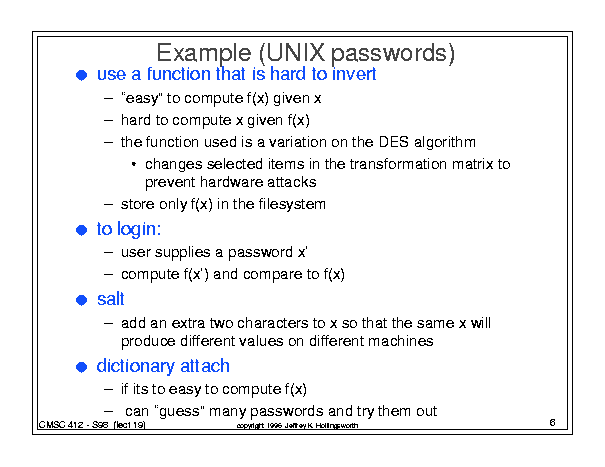 Example (UNIX passwords)
● use a function that is hard to invert
– "easy" to compute f(x) given x
– hard to compute x given f(x)
– the function used is a variation on the DES algorithm
• changes selected items in the transformation matrix to
prevent hardware attacks
– store only f(x) in the filesystem
● to login:
– user supplies a password x'
– compute f(x') and compare to f(x)
● salt
– add an extra two characters to x so that the same x will
produce different values on different machines
● dictionary attach
– if its to easy to compute f(x)
– can "guess" many passwords and try them out
CMSC 412 - S98 (lect 19)
copyright 1996 Jeffrey K. Hollingsworth
6